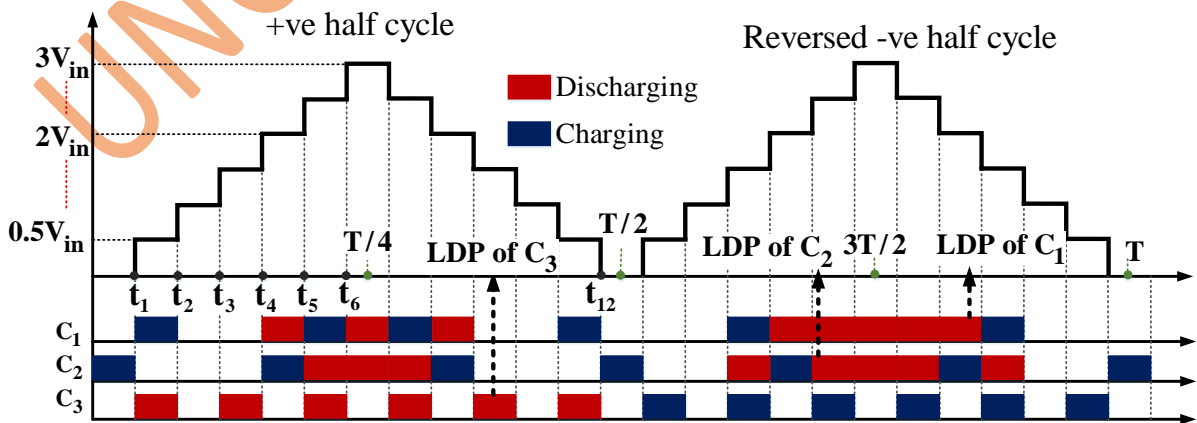 UNG
+ve half cycle
Reversed -ve half cycle
3V_in
2V_in
0.5V_in
Discharging
Charging
T/4
LDP of C_3
T/2
LDP of C_2
3T/2
LDP of C_1
T
t_1 t_2 t_3 t_4 t_5 t_6 t_12
C_1
C_2
C_3